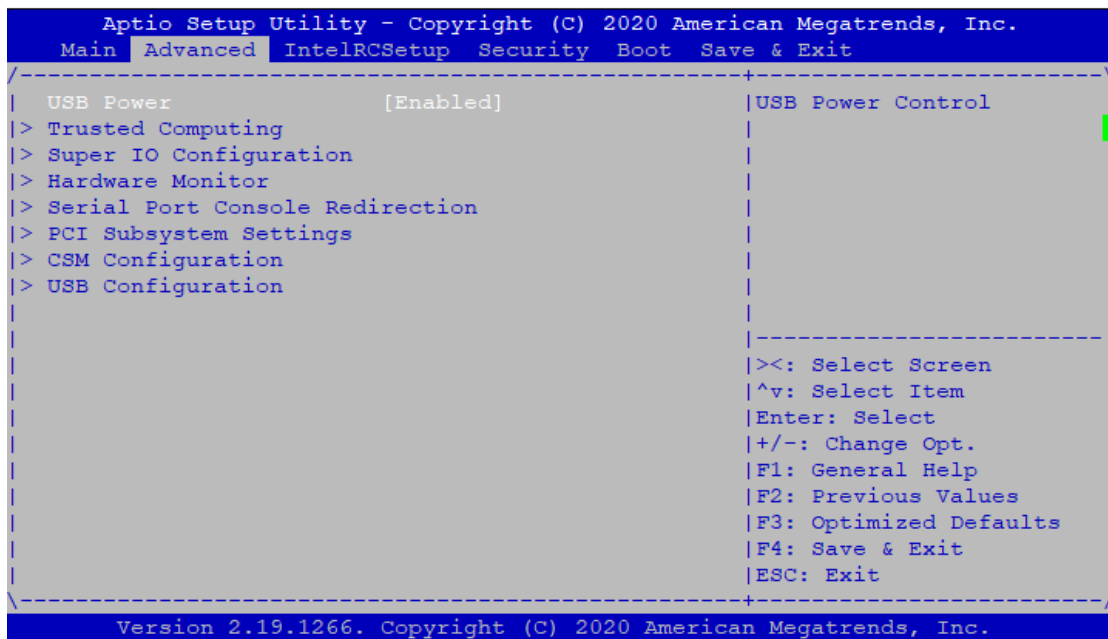 Aptio Setup Utility - Copyright (C) 2020 American Megatrends, Inc.
Main Advanced IntelRCSetup Security Boot Save & Exit
/----------------------------------------------------+-------------------------\
| USB Power [Enabled] |USB Power Control
|> Trusted Computing |
|> Super IO Configuration |
|> Hardware Monitor |
|> Serial Port Console Redirection |
|> PCI Subsystem Settings |
|> CSM Configuration |
|> USB Configuration |
| |
| |-------------------------
| |><: Select Screen
| |^v: Select Item
| |Enter: Select
| |+/-: Change Opt.
| |F1: General Help
| |F2: Previous Values
| |F3: Optimized Defaults
| |F4: Save & Exit
| |ESC: Exit
\----------------------------------------------------+-------------------------/
Version 2.19.1266. Copyright (C) 2020 American Megatrends, Inc.